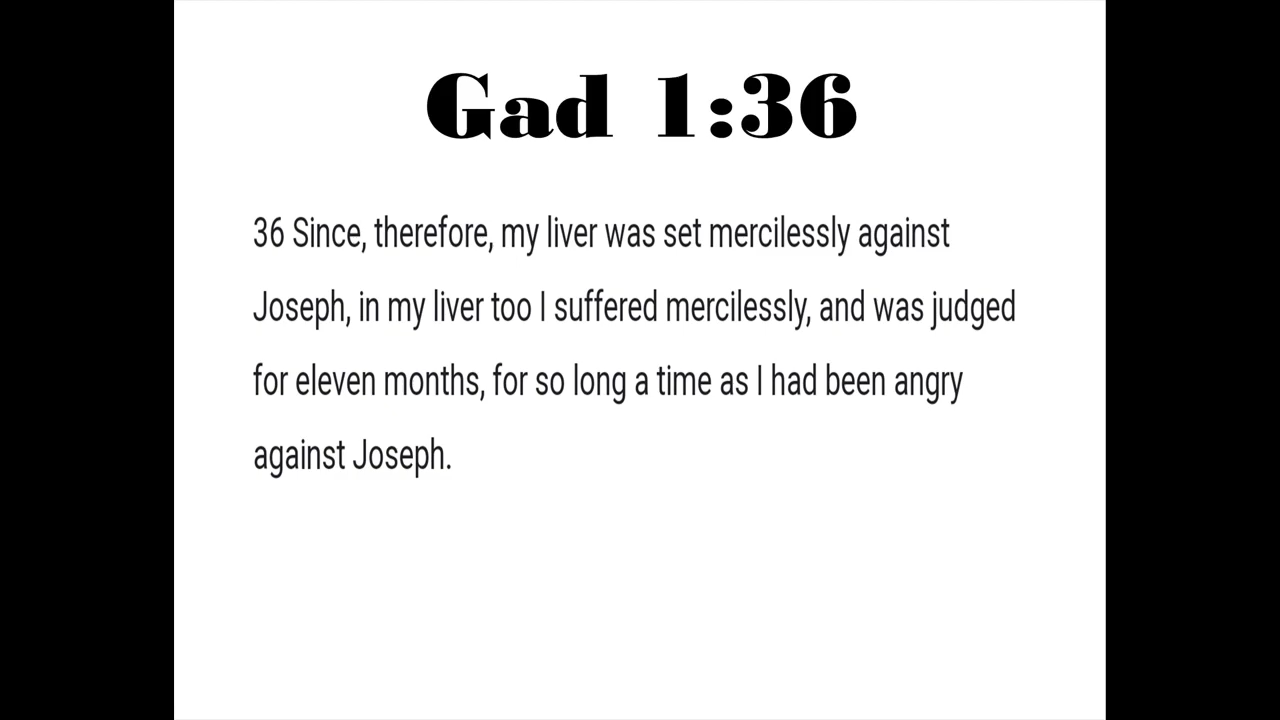 Gad 1:36
36 Since, therefore, my liver was set mercilessly against
Joseph, in my liver too I suffered mercilessly, and was judged
for eleven months, for so long a time as I had been angry
against Joseph.